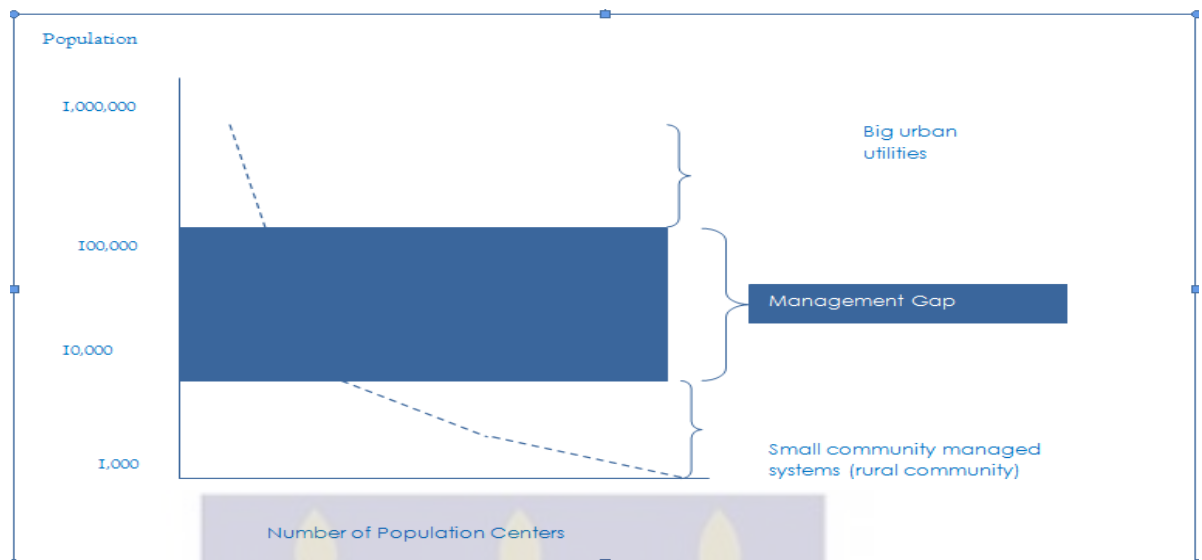 Population
1,000,000
Big urban
utilities
100,000
Management Gap
10,000
Small community managed
systems (rural community)
1,000
Number of Population Centers